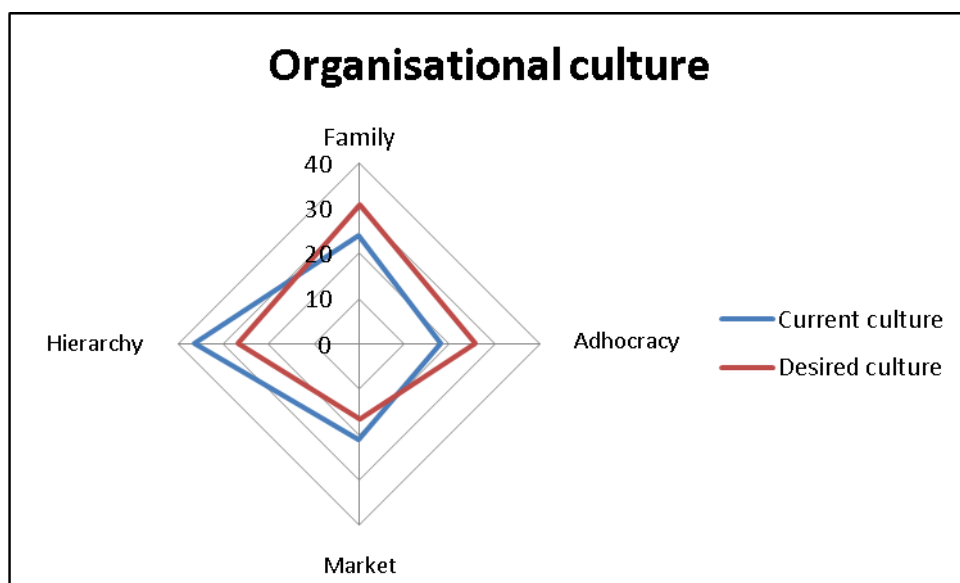 Organisational culture
Family
40
30
20
10
0
Hierarchy
Adhocracy
Market
Current culture
Desired culture